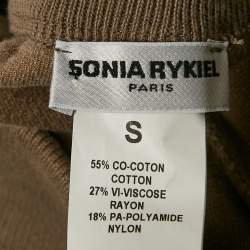 SONIA RYKIEL
PARIS
S
55% CO-COTON
COTTON
27% VI-VISCOSE
RAYON
18% PA-POLYAMIDE
NYLON